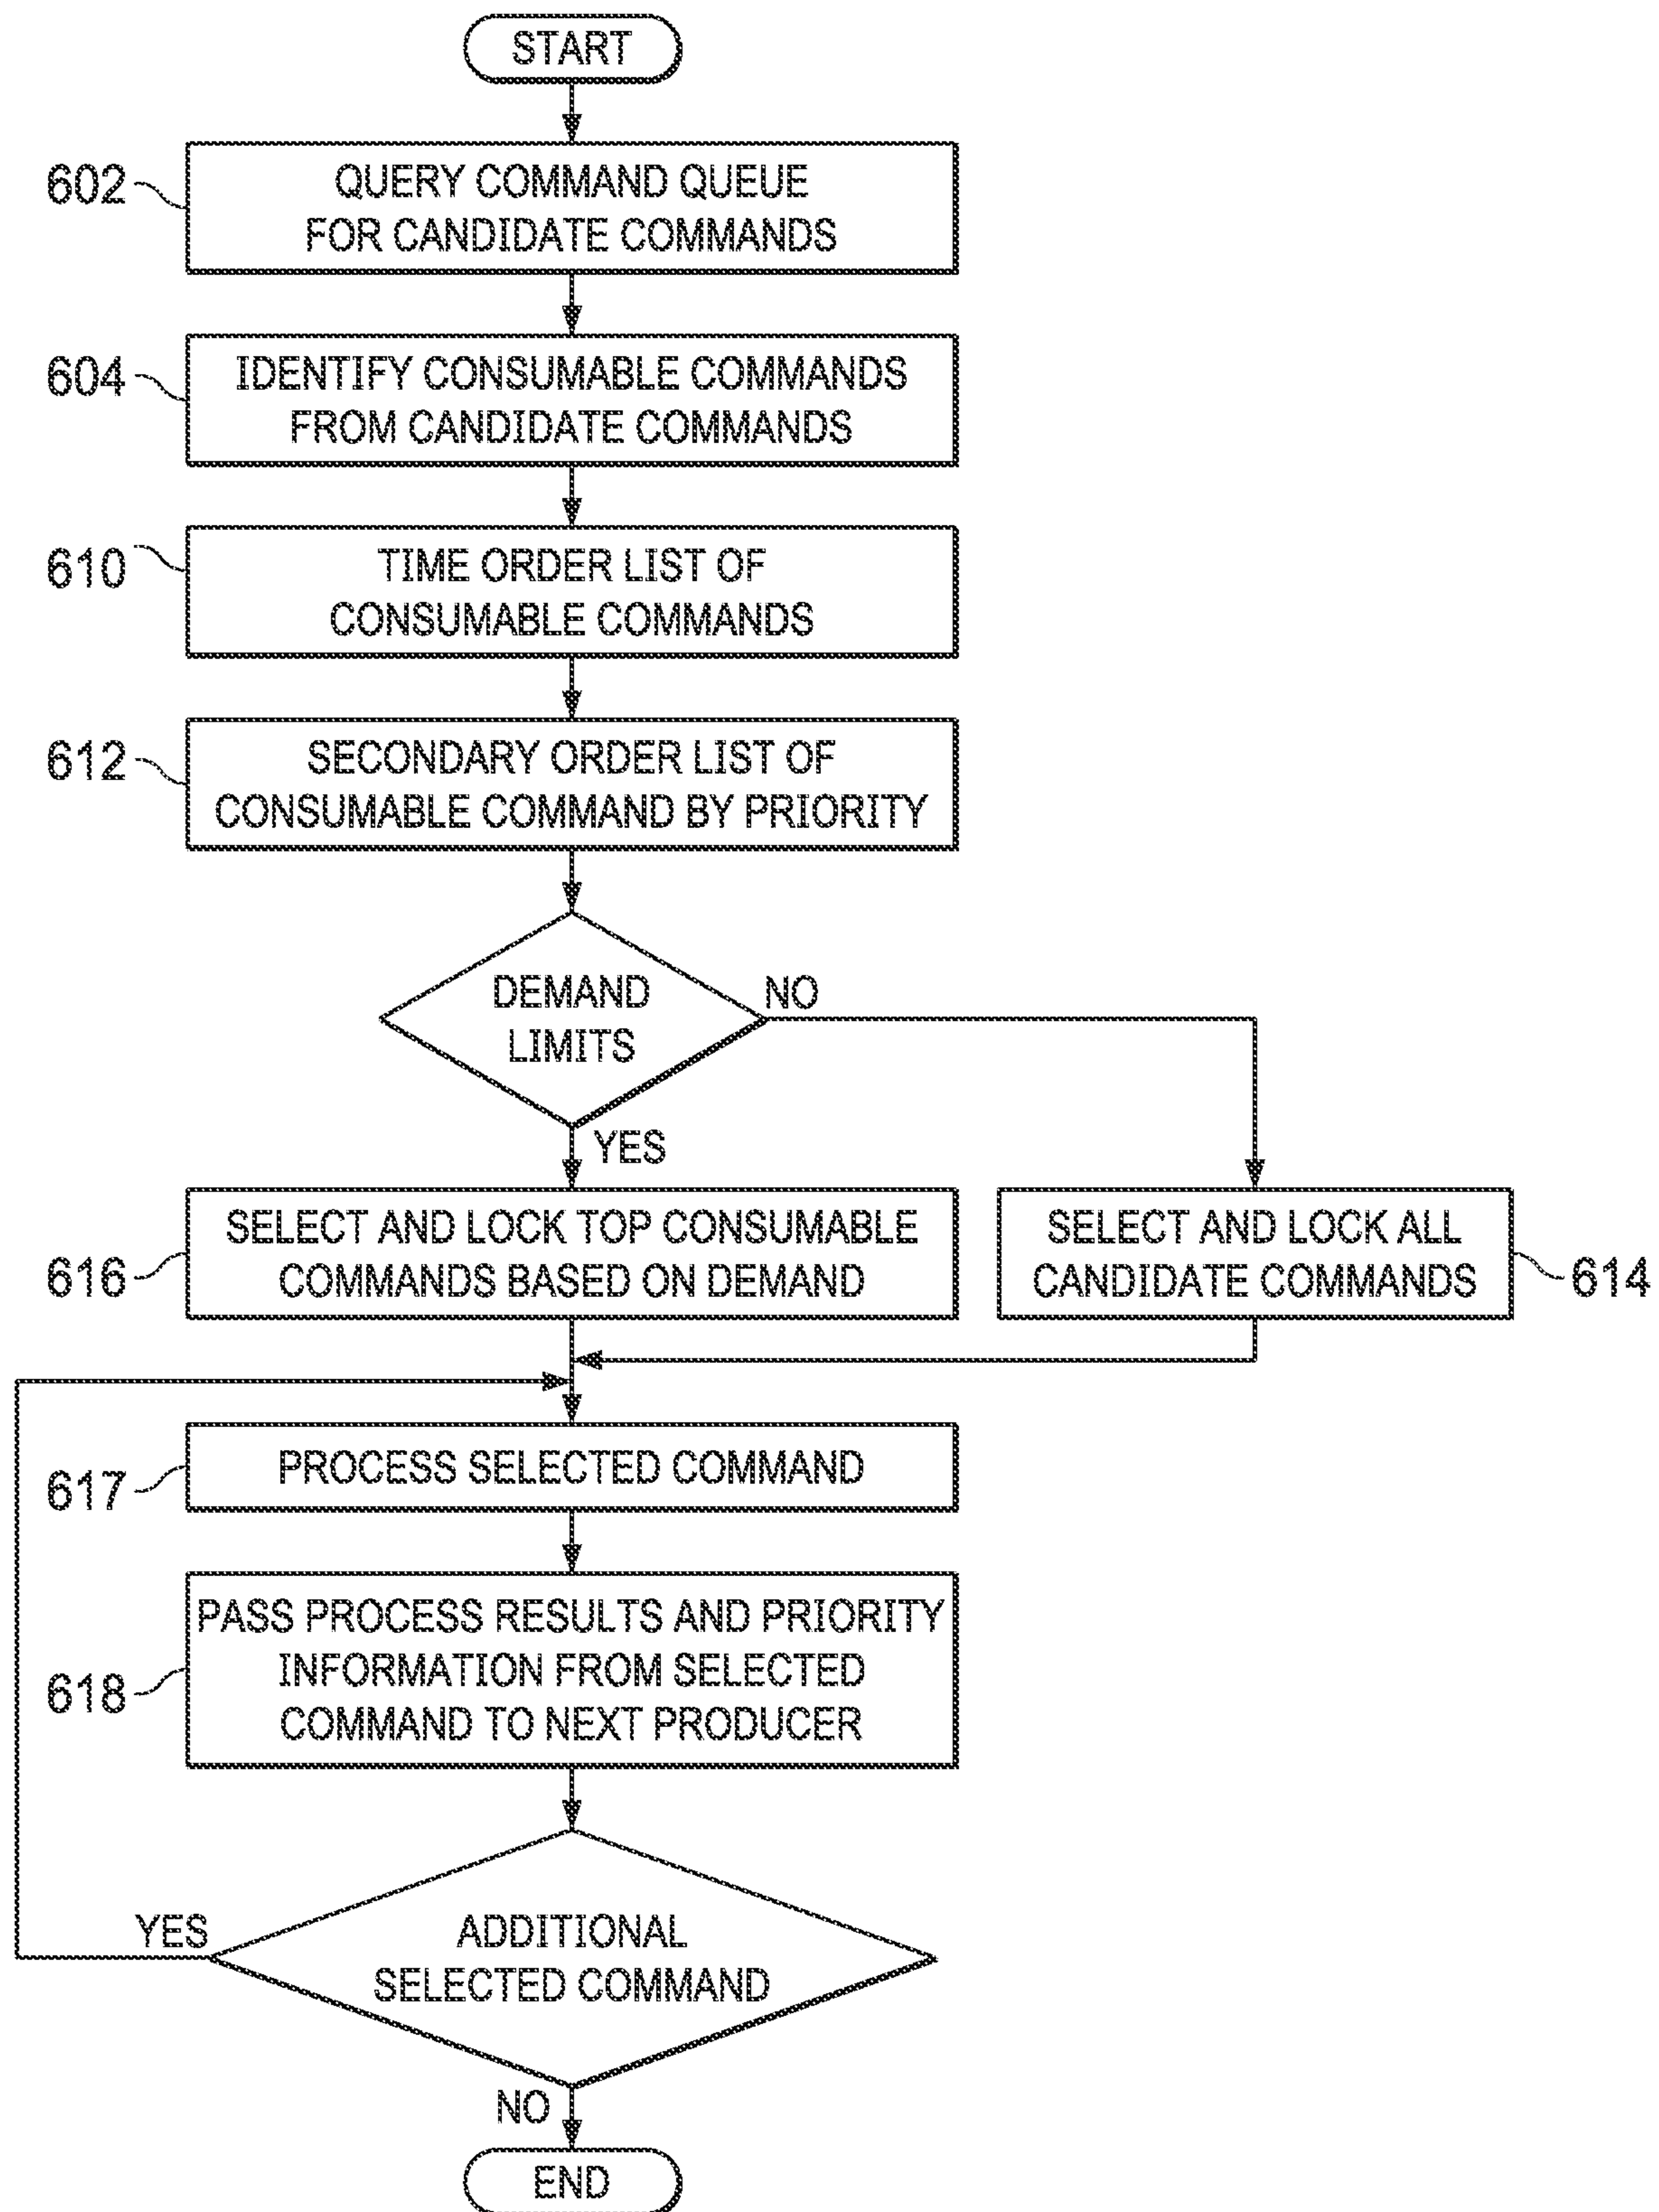 START
602
QUERY COMMAND QUEUE
FOR CANDIDATE COMMANDS
604
IDENTIFY CONSUMABLE COMMANDS
FROM CANDIDATE COMMANDS
610
TIME ORDER LIST OF
CONSUMABLE COMMANDS
612
SECONDARY ORDER LIST OF
CONSUMABLE COMMAND BY PRIORITY
DEMAND
LIMITS
NO
YES
616
SELECT AND LOCK TOP CONSUMABLE
COMMANDS BASED ON DEMAND
SELECT AND LOCK ALL
CANDIDATE COMMANDS
614
617
PROCESS SELECTED COMMAND
618
PASS PROCESS RESULTS AND PRIORITY
INFORMATION FROM SELECTED
COMMAND TO NEXT PRODUCER
YES
ADDITIONAL
SELECTED COMMAND
NO
END